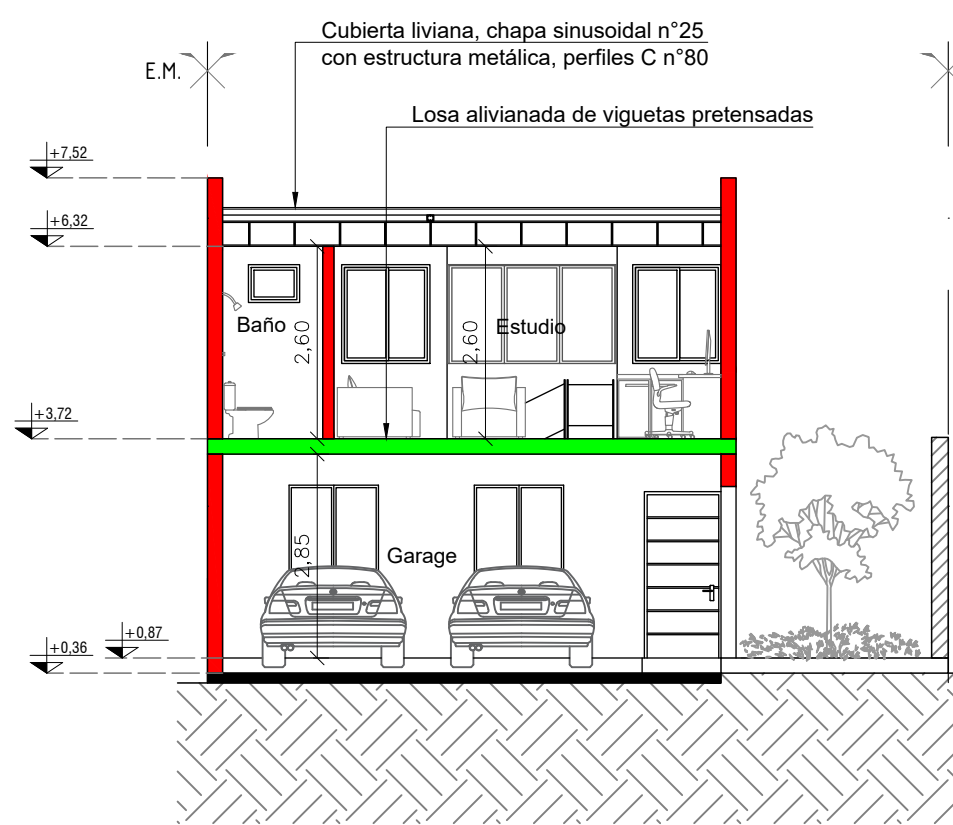 Cubierta liviana, chapa sinusoidal n°25
con estructura metálica, perfiles C n°80
E.M.
Losa alivianada de viguetas pretensadas
+7,52
+6,32
Baño
2,60
2,60
Estudio
+3,72
2,85
Garage
+0,87
+0,36